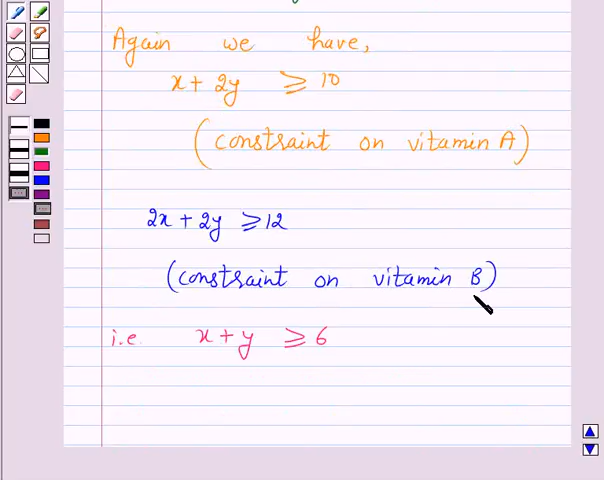 Again we have,
x + 2y ⩾ 10
(constraint on vitamin A)
2x + 2y ⩾ 12
(constraint on vitamin B)
i.e. x + y ⩾ 6